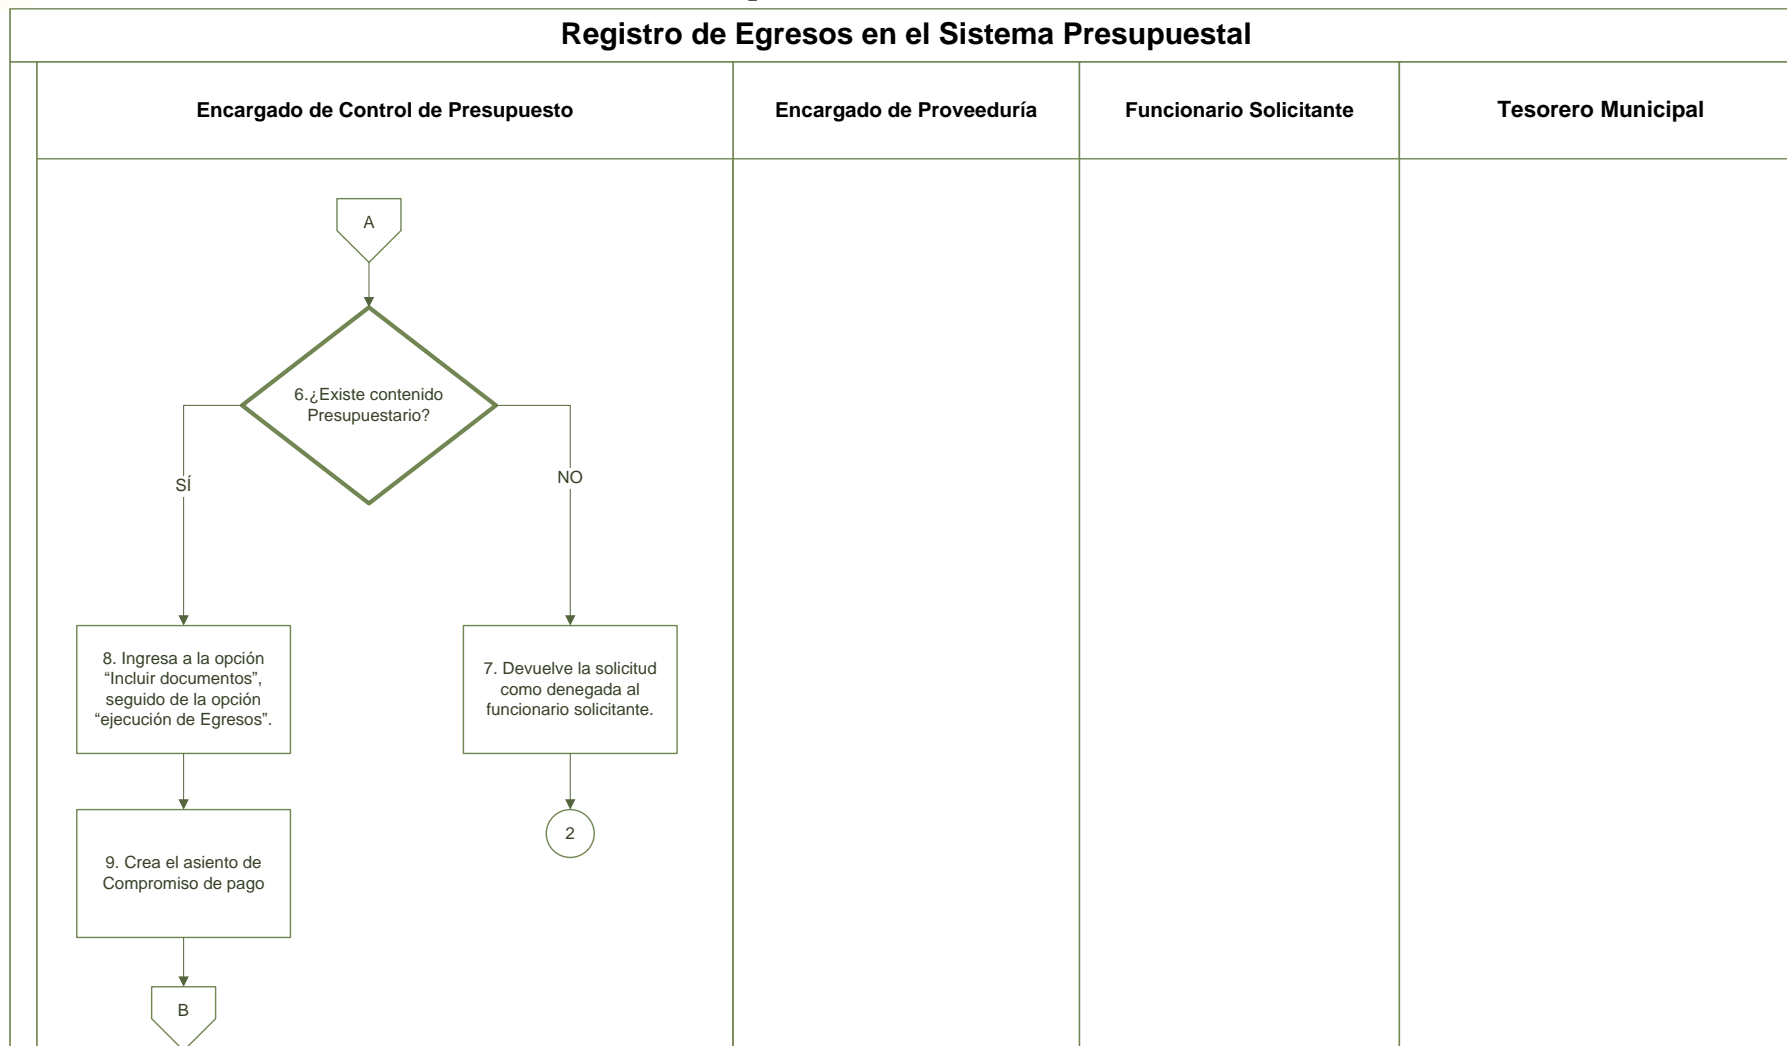 Registro de Egresos en el Sistema Presupuestal
Encargado de Control de Presupuesto
Encargado de Proveeduría
Funcionario Solicitante
Tesorero Municipal
A
6.¿Existe contenido
Presupuestario?
SÍ
NO
8. Ingresa a la opción
“Incluir documentos”,
seguido de la opción
“ejecución de Egresos”.
7. Devuelve la solicitud
como denegada al
funcionario solicitante.
9. Crea el asiento de
Compromiso de pago
2
B